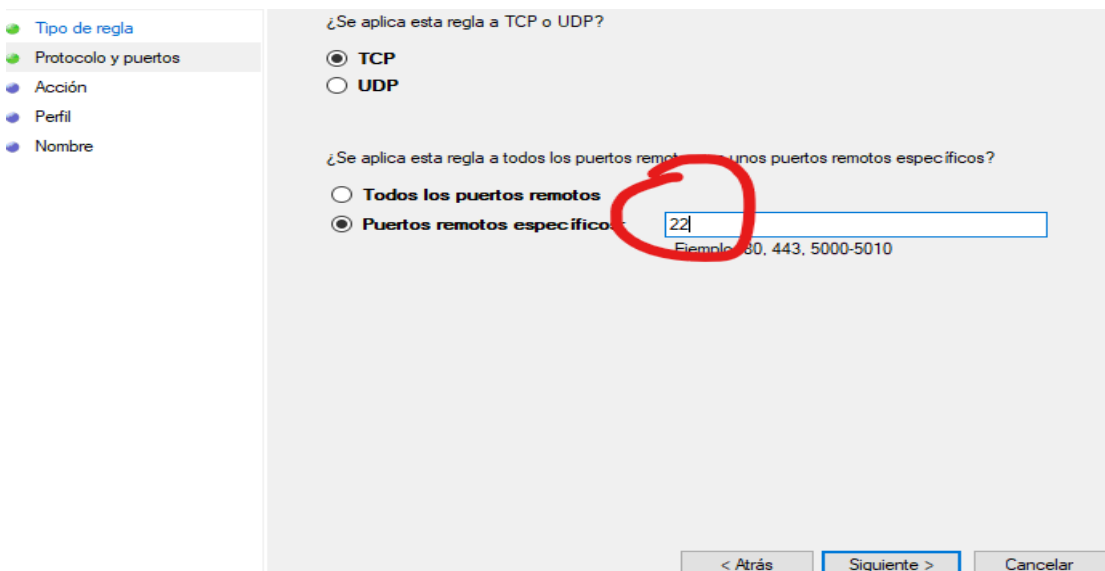 Tipo de regla
Protocolo y puertos
Acción
Perfil
Nombre
¿Se aplica esta regla a TCP o UDP?
TCP
UDP
¿Se aplica esta regla a todos los puertos unos puertos remotos específicos?
Todos los puertos remotos
Puertos remotos específicos: 22
Ejemplo: 80, 443, 5000-5010
< Atrás
Siguiente >
Cancelar